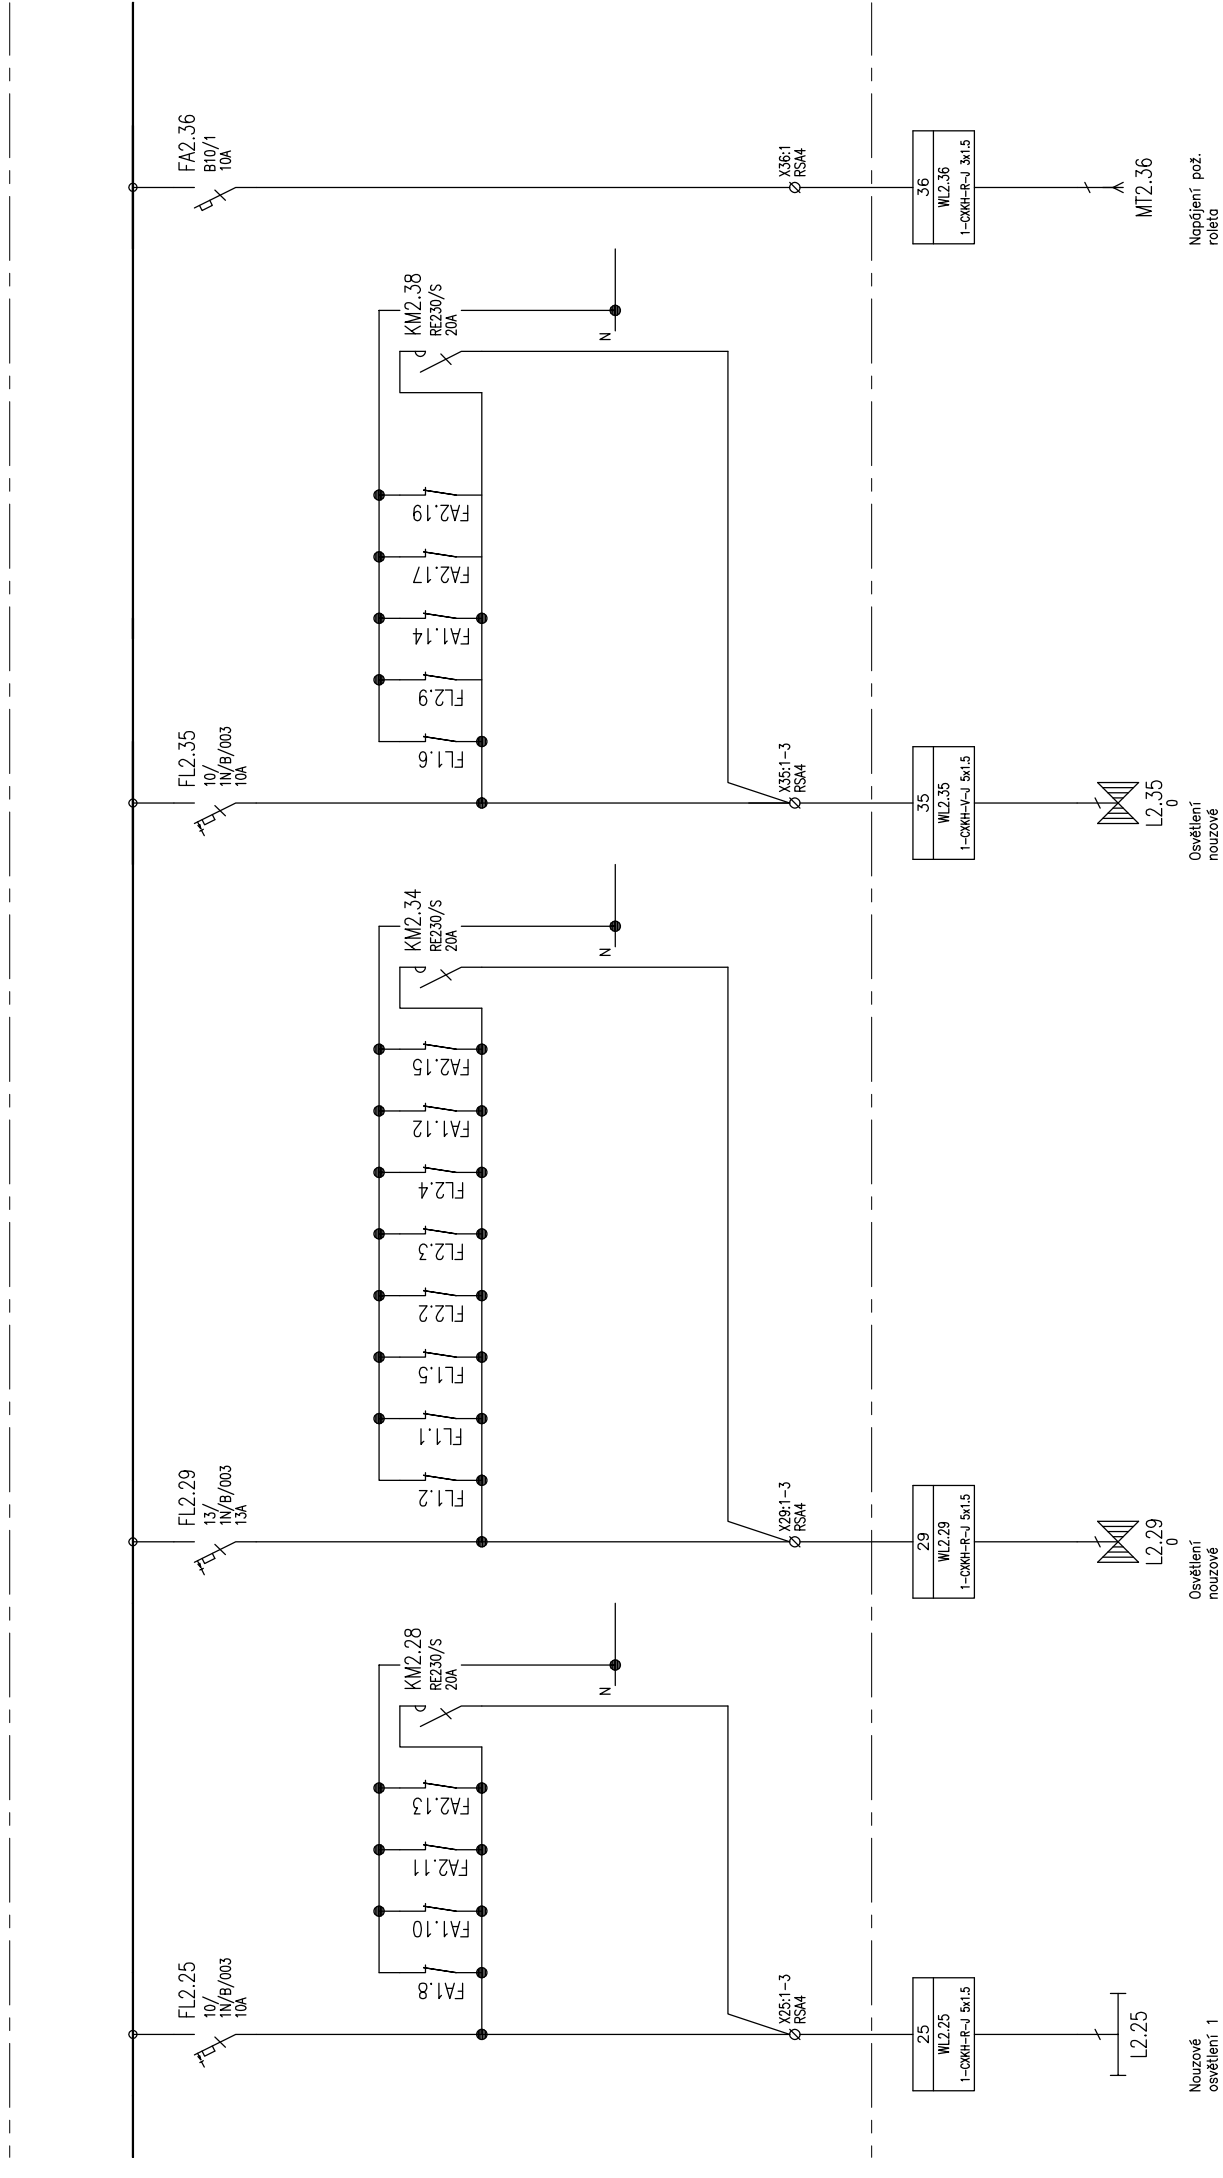 FL2.25
10/
1N/B/003
10A
FA1.8
FA1.10
FA2.11
FA2.13
KM2.28
RE230/S
20A
N
X25:1-3
RSA4
25
WL2.25
1-CXKH-R-J 5x1.5
L2.25
Nouzové
osvětlení 1
FL2.29
13/
1N/B/003
13A
FL1.2
FL1.1
FL1.5
FL2.2
FL2.3
FL2.4
FA1.12
FA2.15
KM2.34
RE230/S
20A
N
X29:1-3
RSA4
29
WL2.29
1-CXKH-R-J 5x1.5
L2.29
0
Osvětlení
nouzové
FL2.35
10/
1N/B/003
10A
FL1.6
FL2.9
FA1.14
FA2.17
FA2.19
KM2.38
RE230/S
20A
N
X35:1-3
RSA4
35
WL2.35
1-CXKH-V-J 5x1.5
L2.35
0
Osvětlení
nouzové
FA2.36
B10/1
10A
X36:1
RSA4
36
WL2.36
1-CXKH-R-J 3x1.5
MT2.36
Napájení pož.
roleta